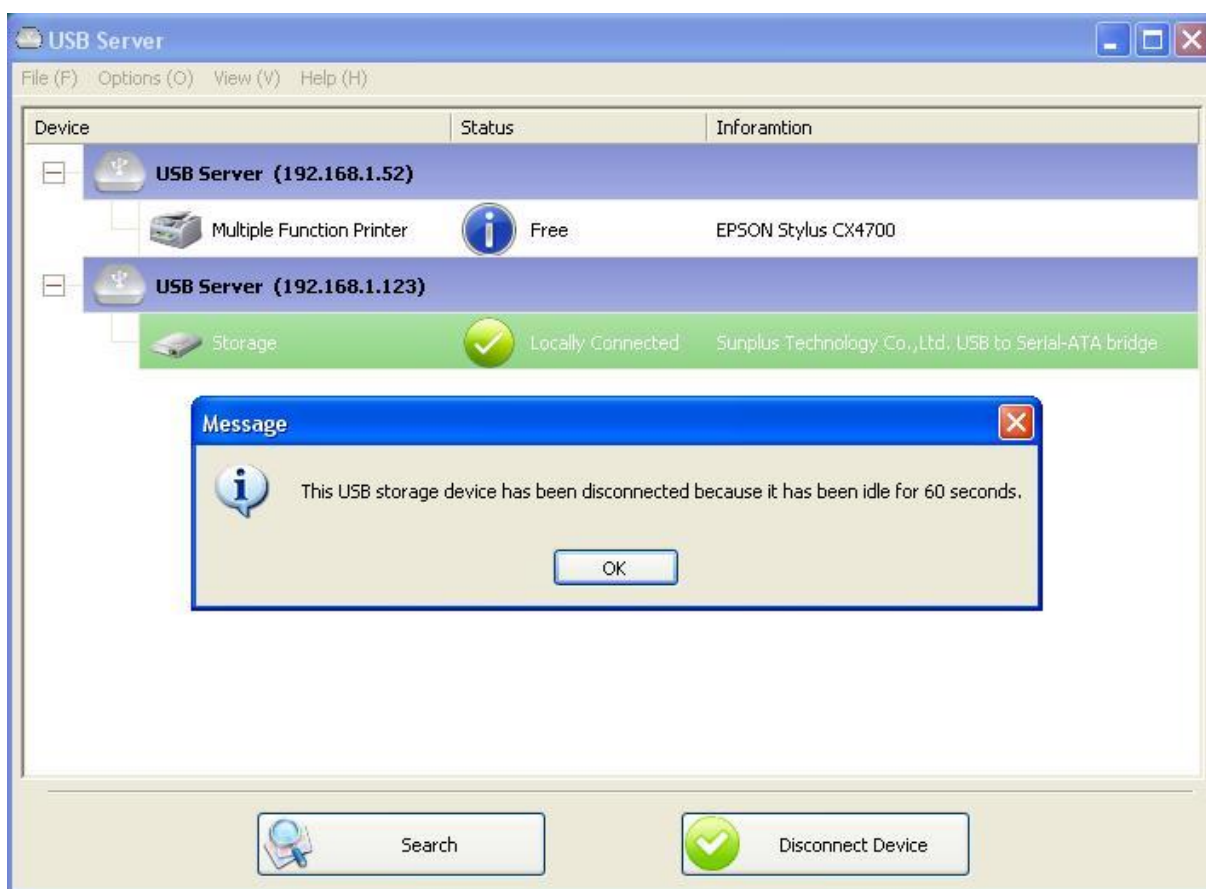 USB Server
File (F) Options (O) View (V) Help (H)
Device Status Inforamtion
USB Server (192.168.1.52)
Multiple Function Printer Free EPSON Stylus CX4700
USB Server (192.168.1.123)
Storage Locally Connected Sunplus Technology Co.,Ltd. USB to Serial-ATA bridge
Message
This USB storage device has been disconnected because it has been idle for 60 seconds.
OK
Search Disconnect Device